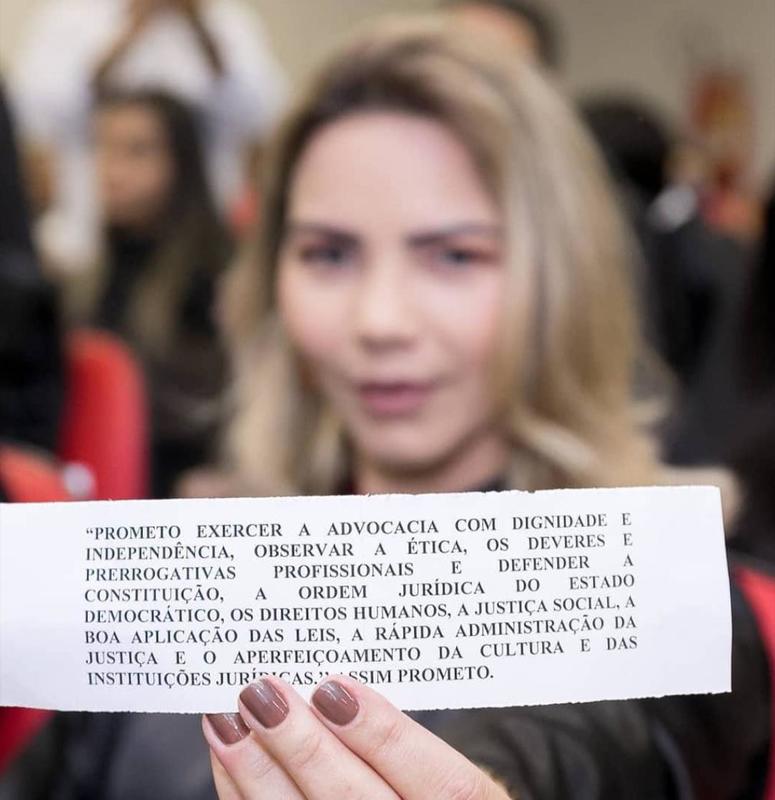 “PROMETO EXERCER A ADVOCACIA COM DIGNIDADE E
INDEPENDÊNCIA, OBSERVAR A ÉTICA, OS DEVERES E
PRERROGATIVAS PROFISSIONAIS E DEFENDER A
CONSTITUIÇÃO, A ORDEM JURÍDICA DO ESTADO
DEMOCRÁTICO, OS DIREITOS HUMANOS, A JUSTIÇA SOCIAL, A
BOA APLICAÇÃO DAS LEIS, A RÁPIDA ADMINISTRAÇÃO DA
JUSTIÇA E O APERFEIÇOAMENTO DA CULTURA E DAS
INSTITUIÇÕES JURÍDICAS.” ASSIM PROMETO.